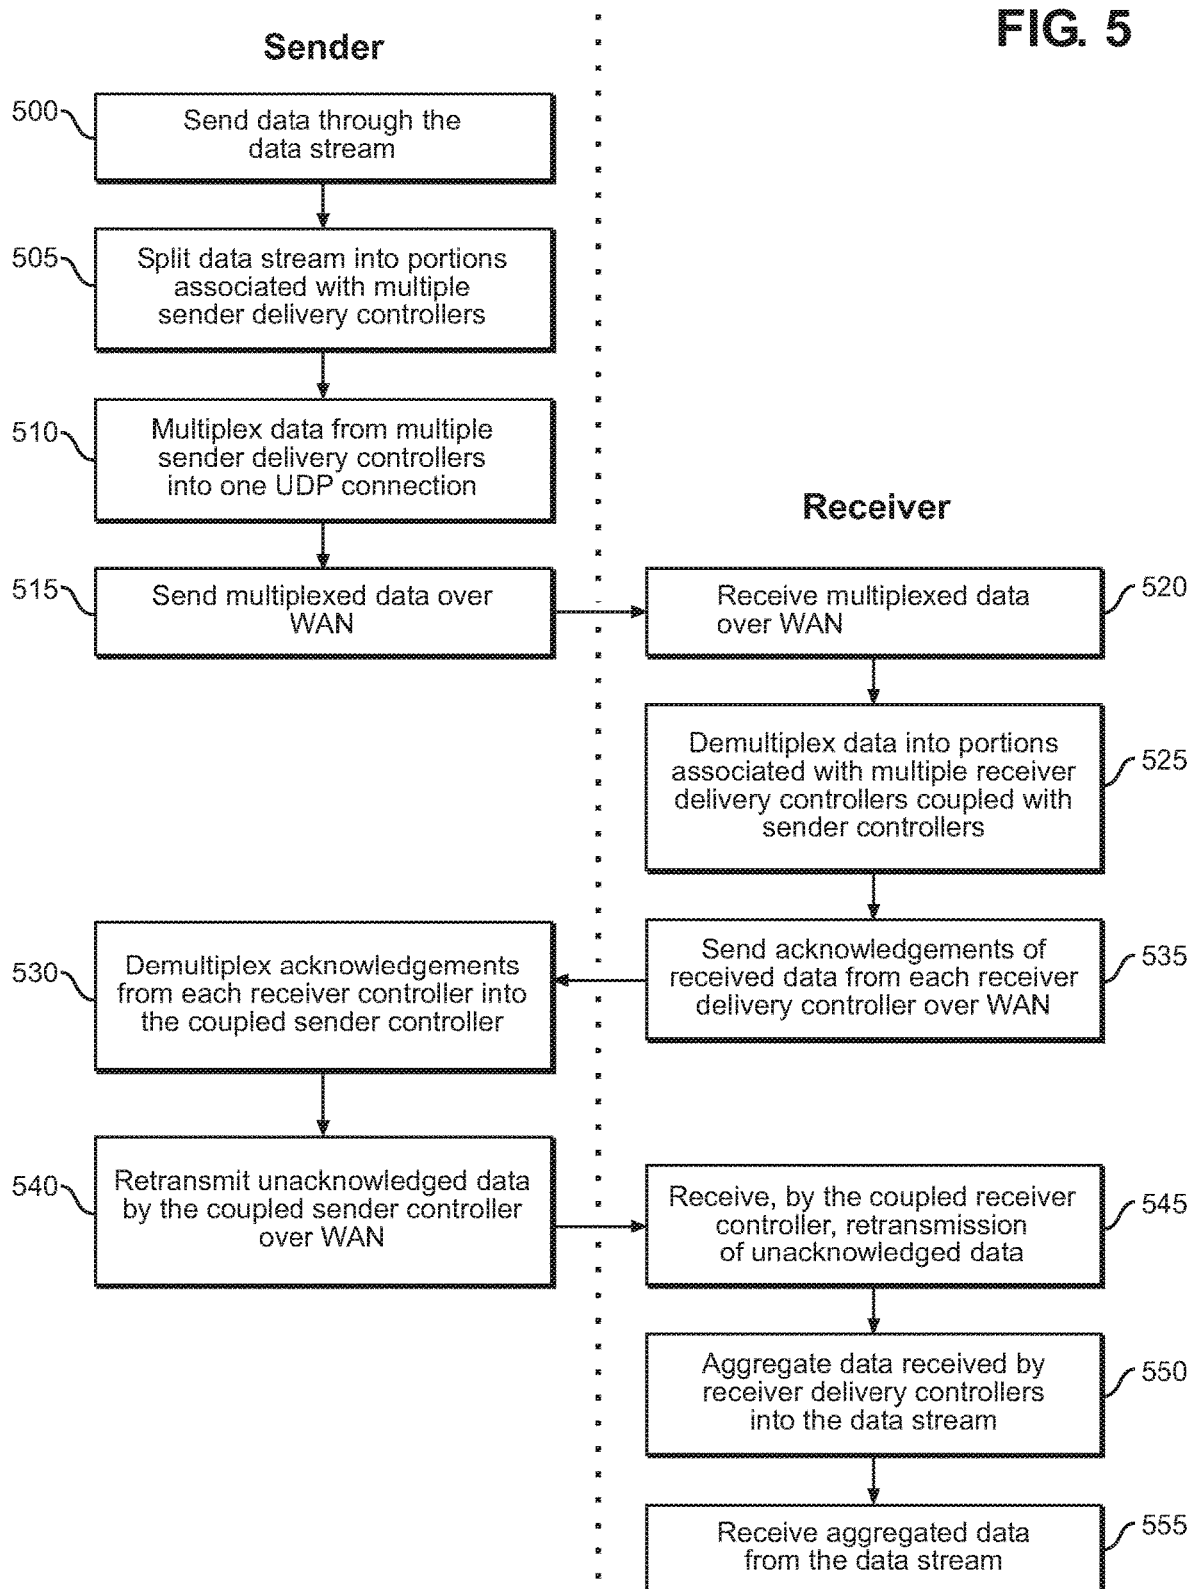 FIG. 5
Sender
500
Send data through the
data stream
505
Split data stream into portions
associated with multiple
sender delivery controllers
510
Multiplex data from multiple
sender delivery controllers
into one UDP connection
Receiver
515
Send multiplexed data over
WAN
Receive multiplexed data
over WAN
520
Demultiplex data into portions
associated with multiple receiver
delivery controllers coupled with
sender controllers
525
530
Demultiplex acknowledgements
from each receiver controller into
the coupled sender controller
Send acknowledgements of
received data from each receiver
delivery controller over WAN
535
540
Retransmit unacknowledged data
by the coupled sender controller
over WAN
Receive, by the coupled receiver
controller, retransmission
of unacknowledged data
545
Aggregate data received by
receiver delivery controllers
into the data stream
550
Receive aggregated data
from the data stream
555